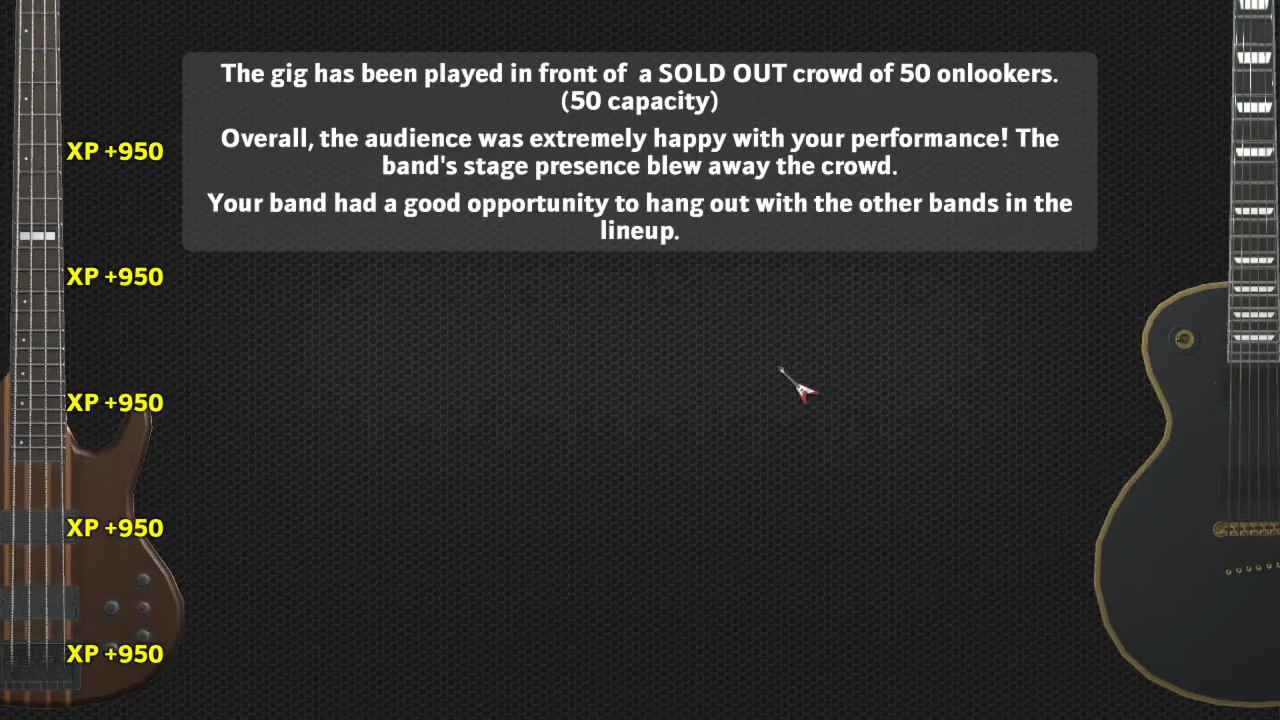 The gig has been played in front of  a SOLD OUT crowd of 50 onlookers.
(50 capacity)
Overall, the audience was extremely happy with your performance! The
band's stage presence blew away the crowd.
Your band had a good opportunity to hang out with the other bands in the
lineup.
XP +950
XP +950
XP +950
XP +950
XP +950